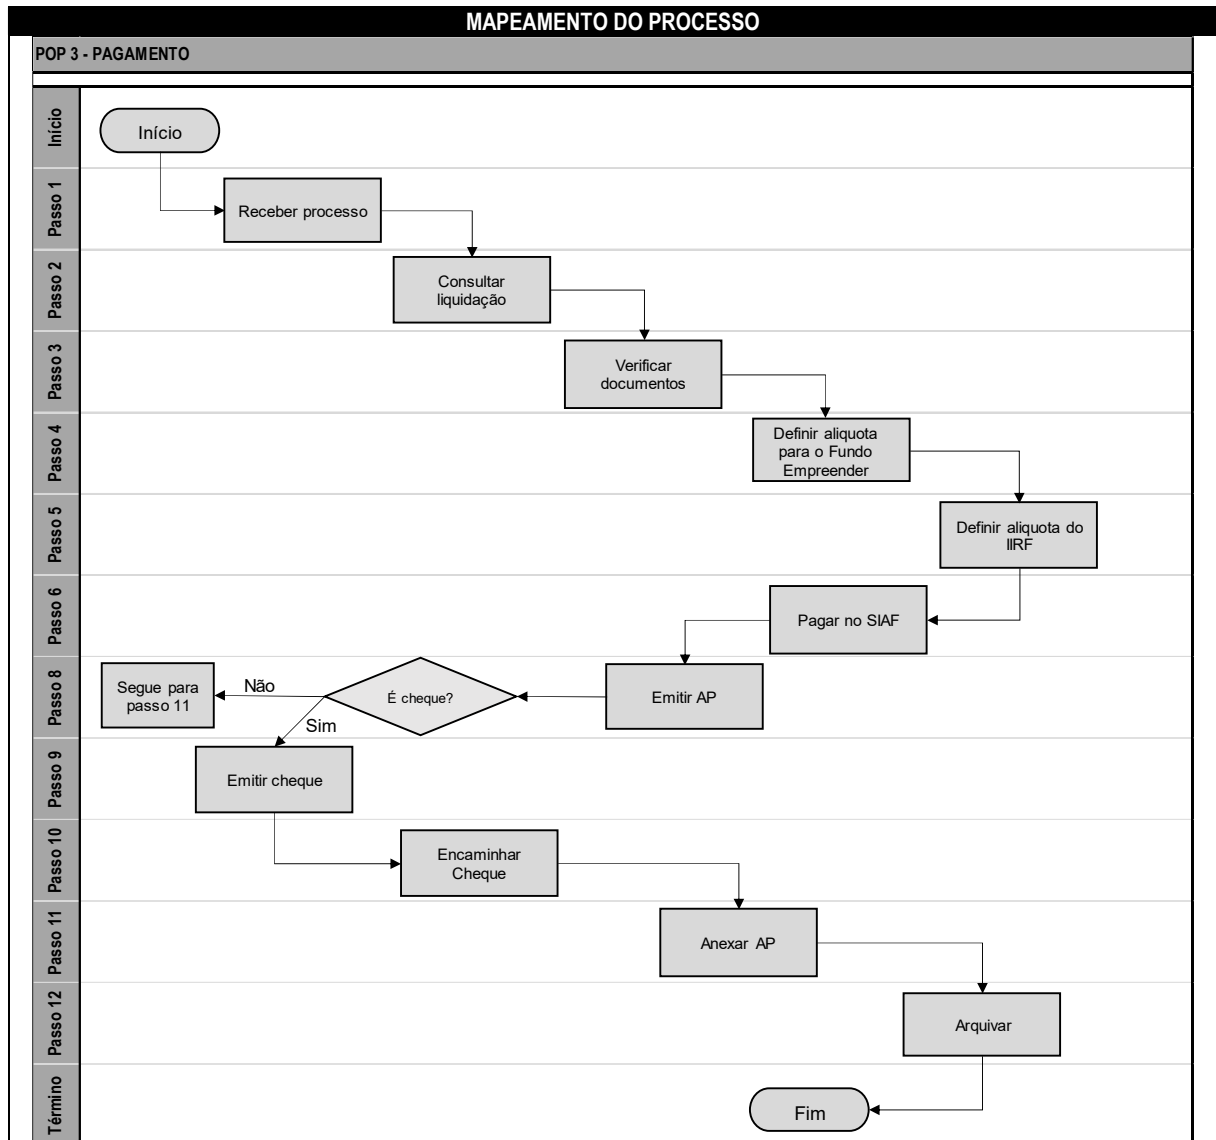 MAPEAMENTO DO PROCESSO
POP 3 - PAGAMENTO
Início
Início
Passo 1
Receber processo
Passo 2
Consultar
liquidação
Passo 3
Verificar
documentos
Passo 4
Definir aliquota
para o Fundo
Empreender
Passo 5
Definir aliquota do
IIRF
Passo 6
Pagar no SIAF
Passo 8
Segue para
passo 11
Não
É cheque?
Emitir AP
Sim
Passo 9
Emitir cheque
Passo 10
Encaminhar
Cheque
Passo 11
Anexar AP
Passo 12
Arquivar
Término
Fim